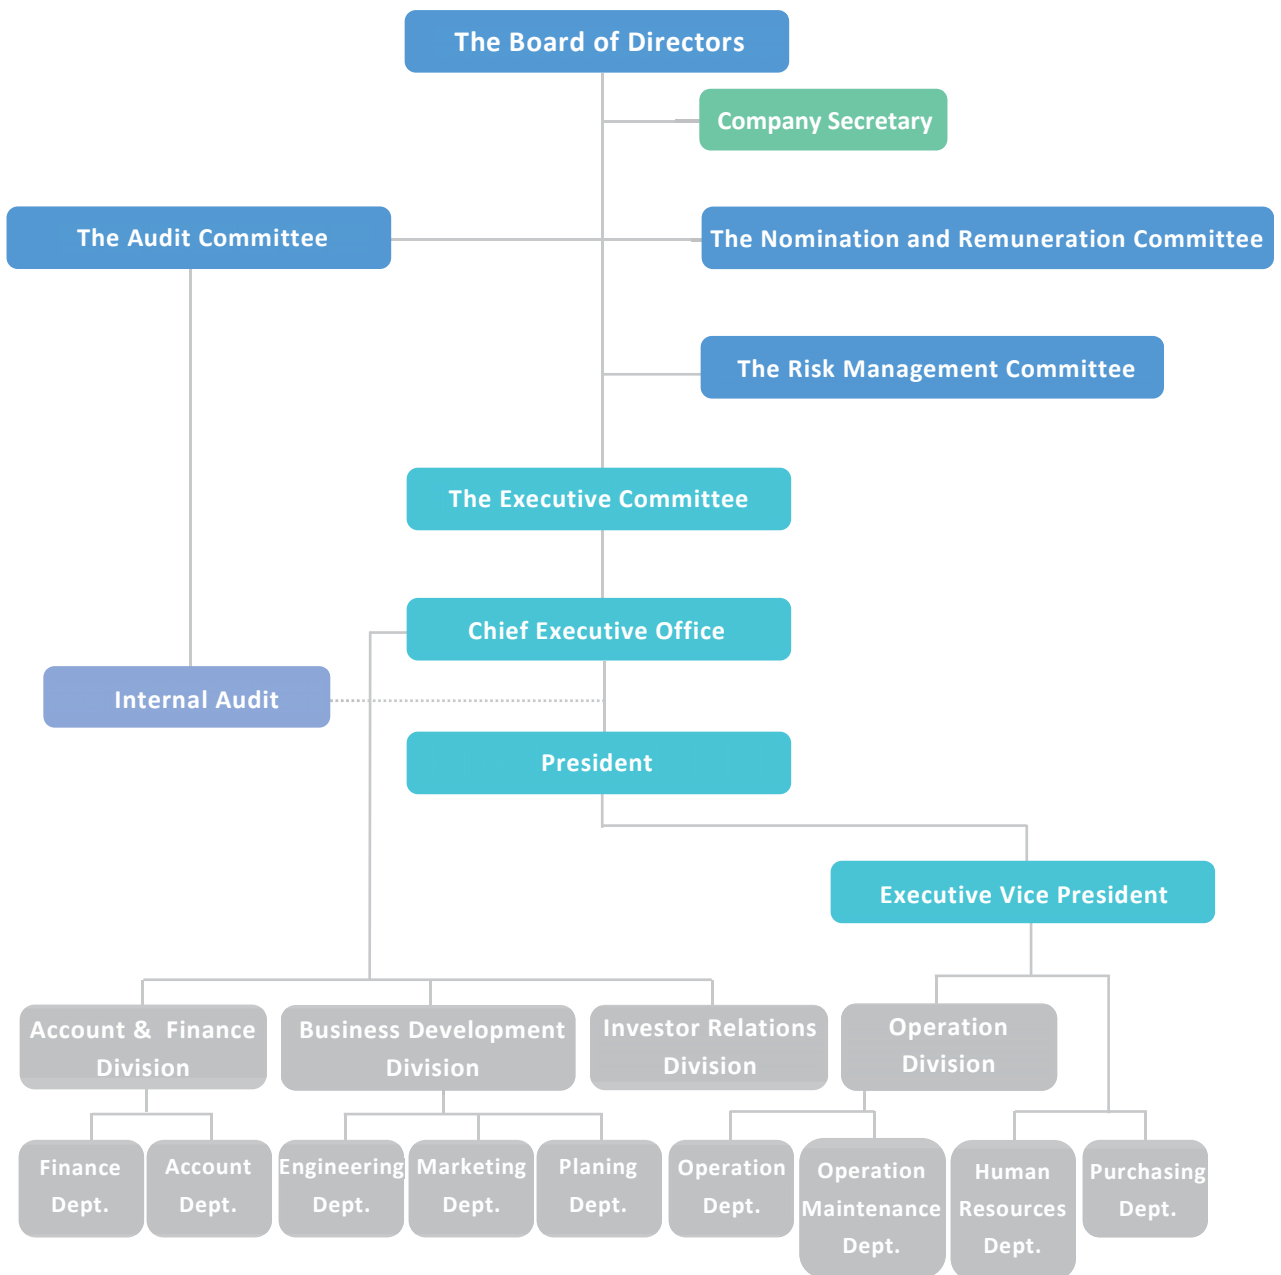 The Board of Directors
Company Secretary
The Audit Committee
The Nomination and Remuneration Committee
The Risk Management Committee
The Executive Committee
Chief Executive Office
Internal Audit
President
Executive Vice President
Account & Finance
Division
Business Development
Division
Investor Relations
Division
Operation
Division
Finance
Dept.
Account
Dept.
Engineering
Dept.
Marketing
Dept.
Planing
Dept.
Operation
Dept.
Operation
Maintenance
Dept.
Human
Resources
Dept.
Purchasing
Dept.